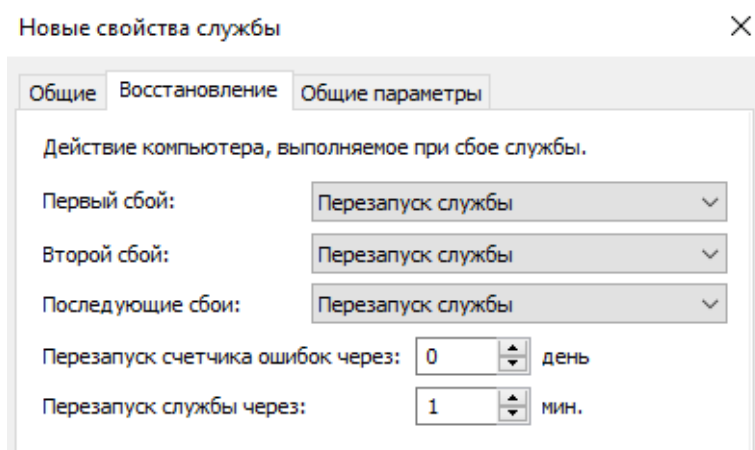 Новые свойства службы
Общие Восстановление Общие параметры
Действие компьютера, выполняемое при сбое службы.
Первый сбой: Перезапуск службы
Второй сбой: Перезапуск службы
Последующие сбои: Перезапуск службы
Перезапуск счетчика ошибок через: 0 день
Перезапуск службы через: 1 мин.